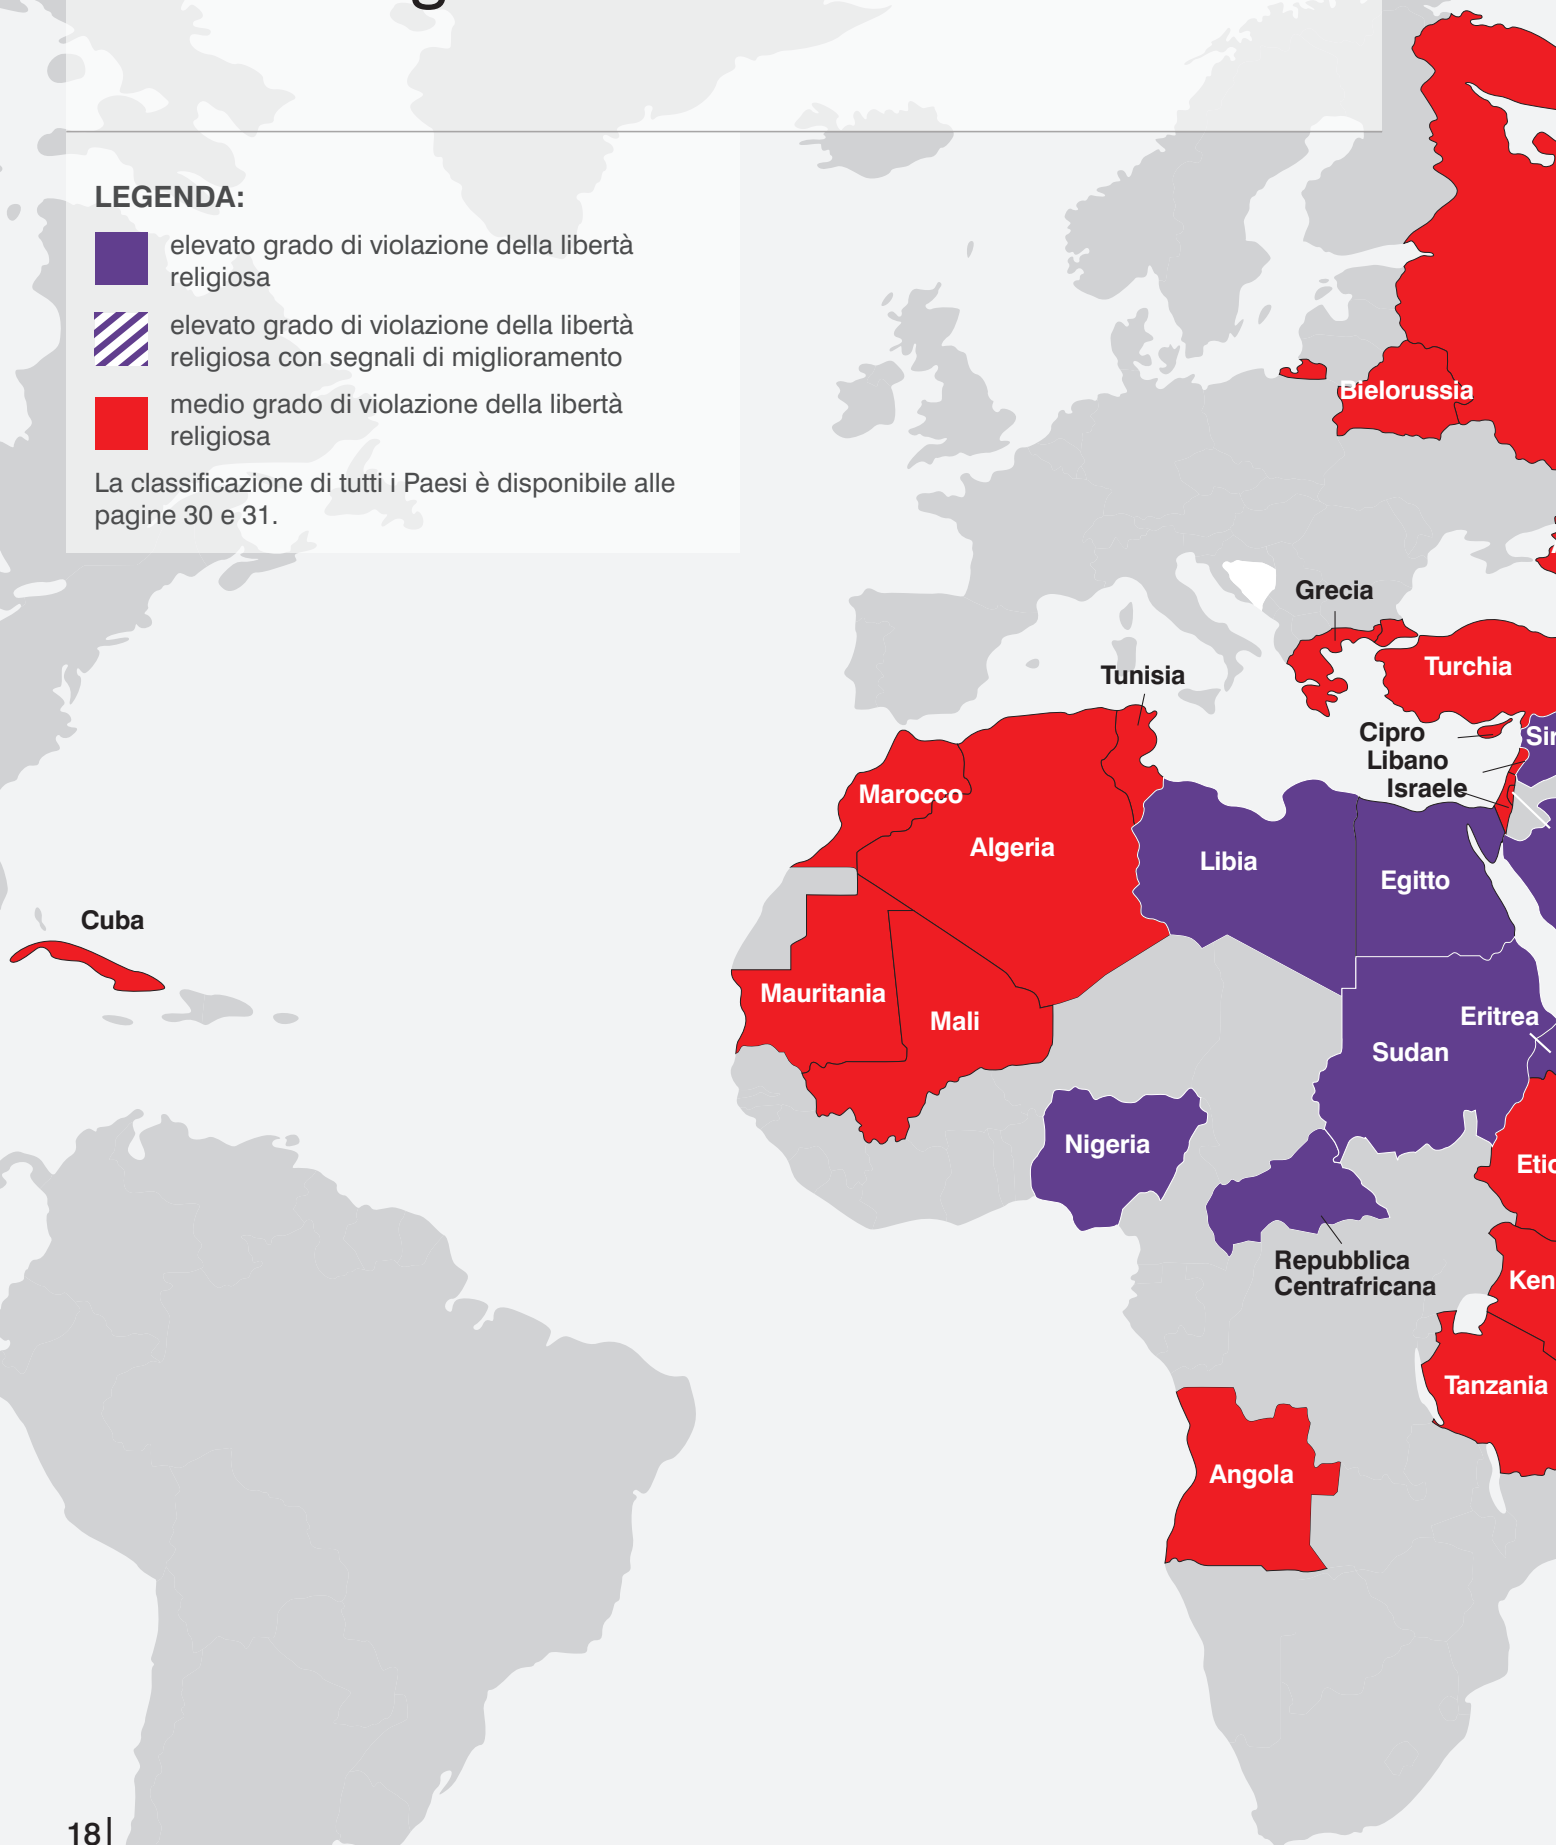 LEGENDA:
elevato grado di violazione della libertà
religiosa
elevato grado di violazione della libertà
religiosa con segnali di miglioramento
medio grado di violazione della libertà
religiosa
La classificazione di tutti i Paesi è disponibile alle
pagine 30 e 31.
Bielorussia
Grecia
Turchia
Tunisia
Cipro
Sir
Libano
Israele
Marocco
Algeria
Libia
Egitto
Cuba
Mauritania
Mali
Eritrea
Sudan
Nigeria
Etio
Repubblica
Centrafricana
Ken
Tanzania
Angola
18